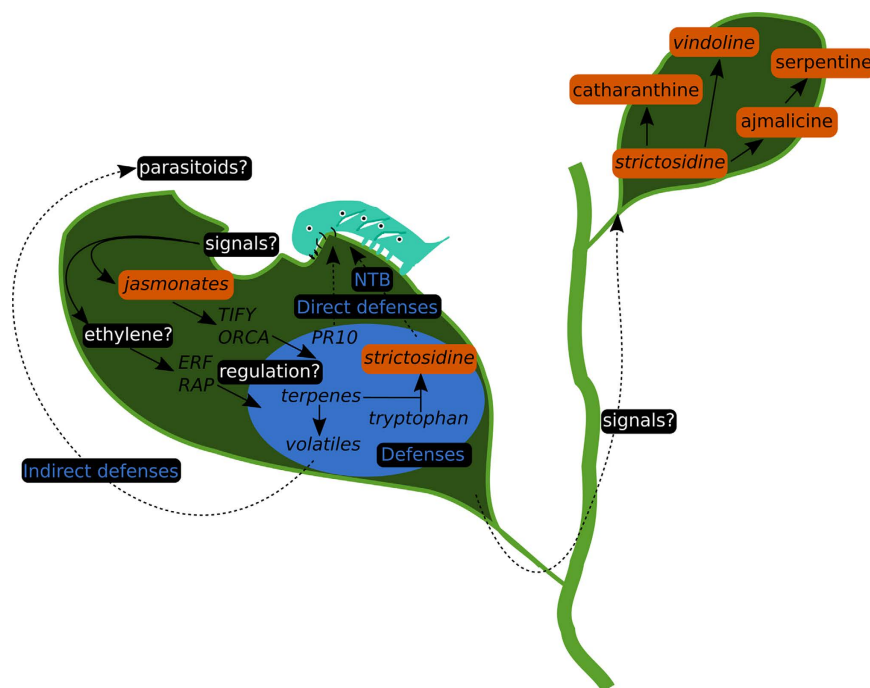 vindoline
serpentine
catharanthine
ajmalicine
strictosidine
parasitoids?
signals?
jasmonates
NTB
Direct defenses
TIFY
ORCA
PR10
ethylene?
ERF
RAP
regulation?
strictosidine
terpenes
tryptophan
signals?
volatiles
Defenses
Indirect defenses